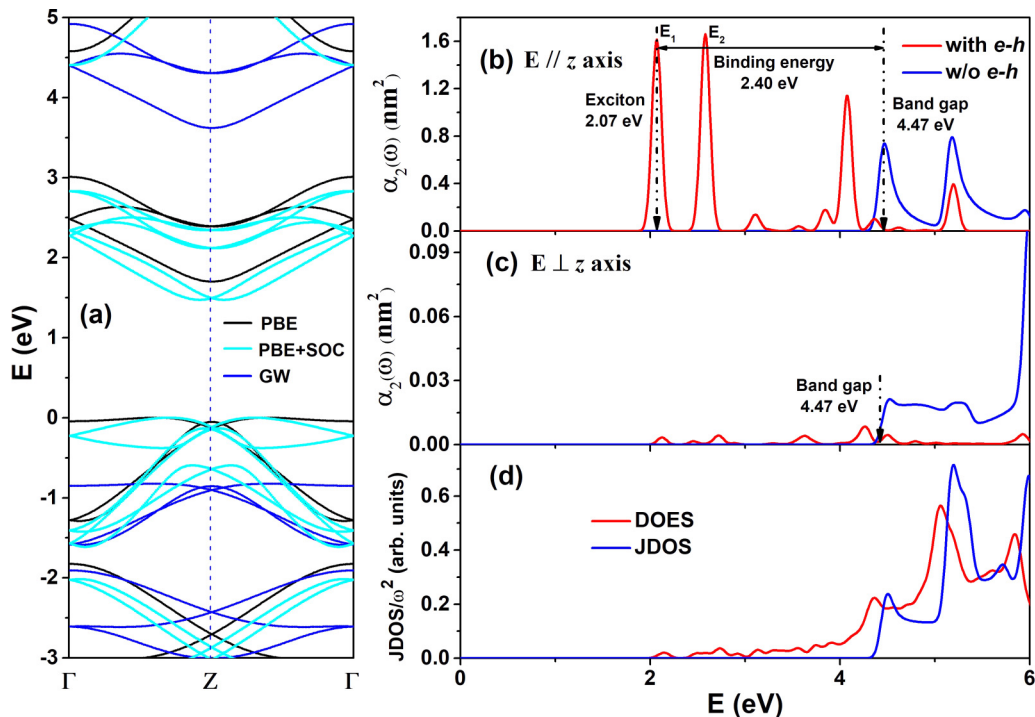 5
4
3
2
1
0
-1
-2
-3
E (eV)
(a)
PBE
PBE+SOC
GW
Γ
Z
Γ
1.6
1.2
0.8
0.4
0.0
α₂(ω) (nm²)
(b) E // z axis
E₁
E₂
Binding energy
2.40 eV
Exciton
2.07 eV
with e-h
w/o e-h
Band gap
4.47 eV
0.09
0.06
0.03
0.00
α₂(ω) (nm²)
(c) E ⊥ z axis
Band gap
4.47 eV
0.6
0.4
0.2
0.0
JDOS/ω² (arb. units)
(d)
DOES
JDOS
0
2
4
6
E (eV)